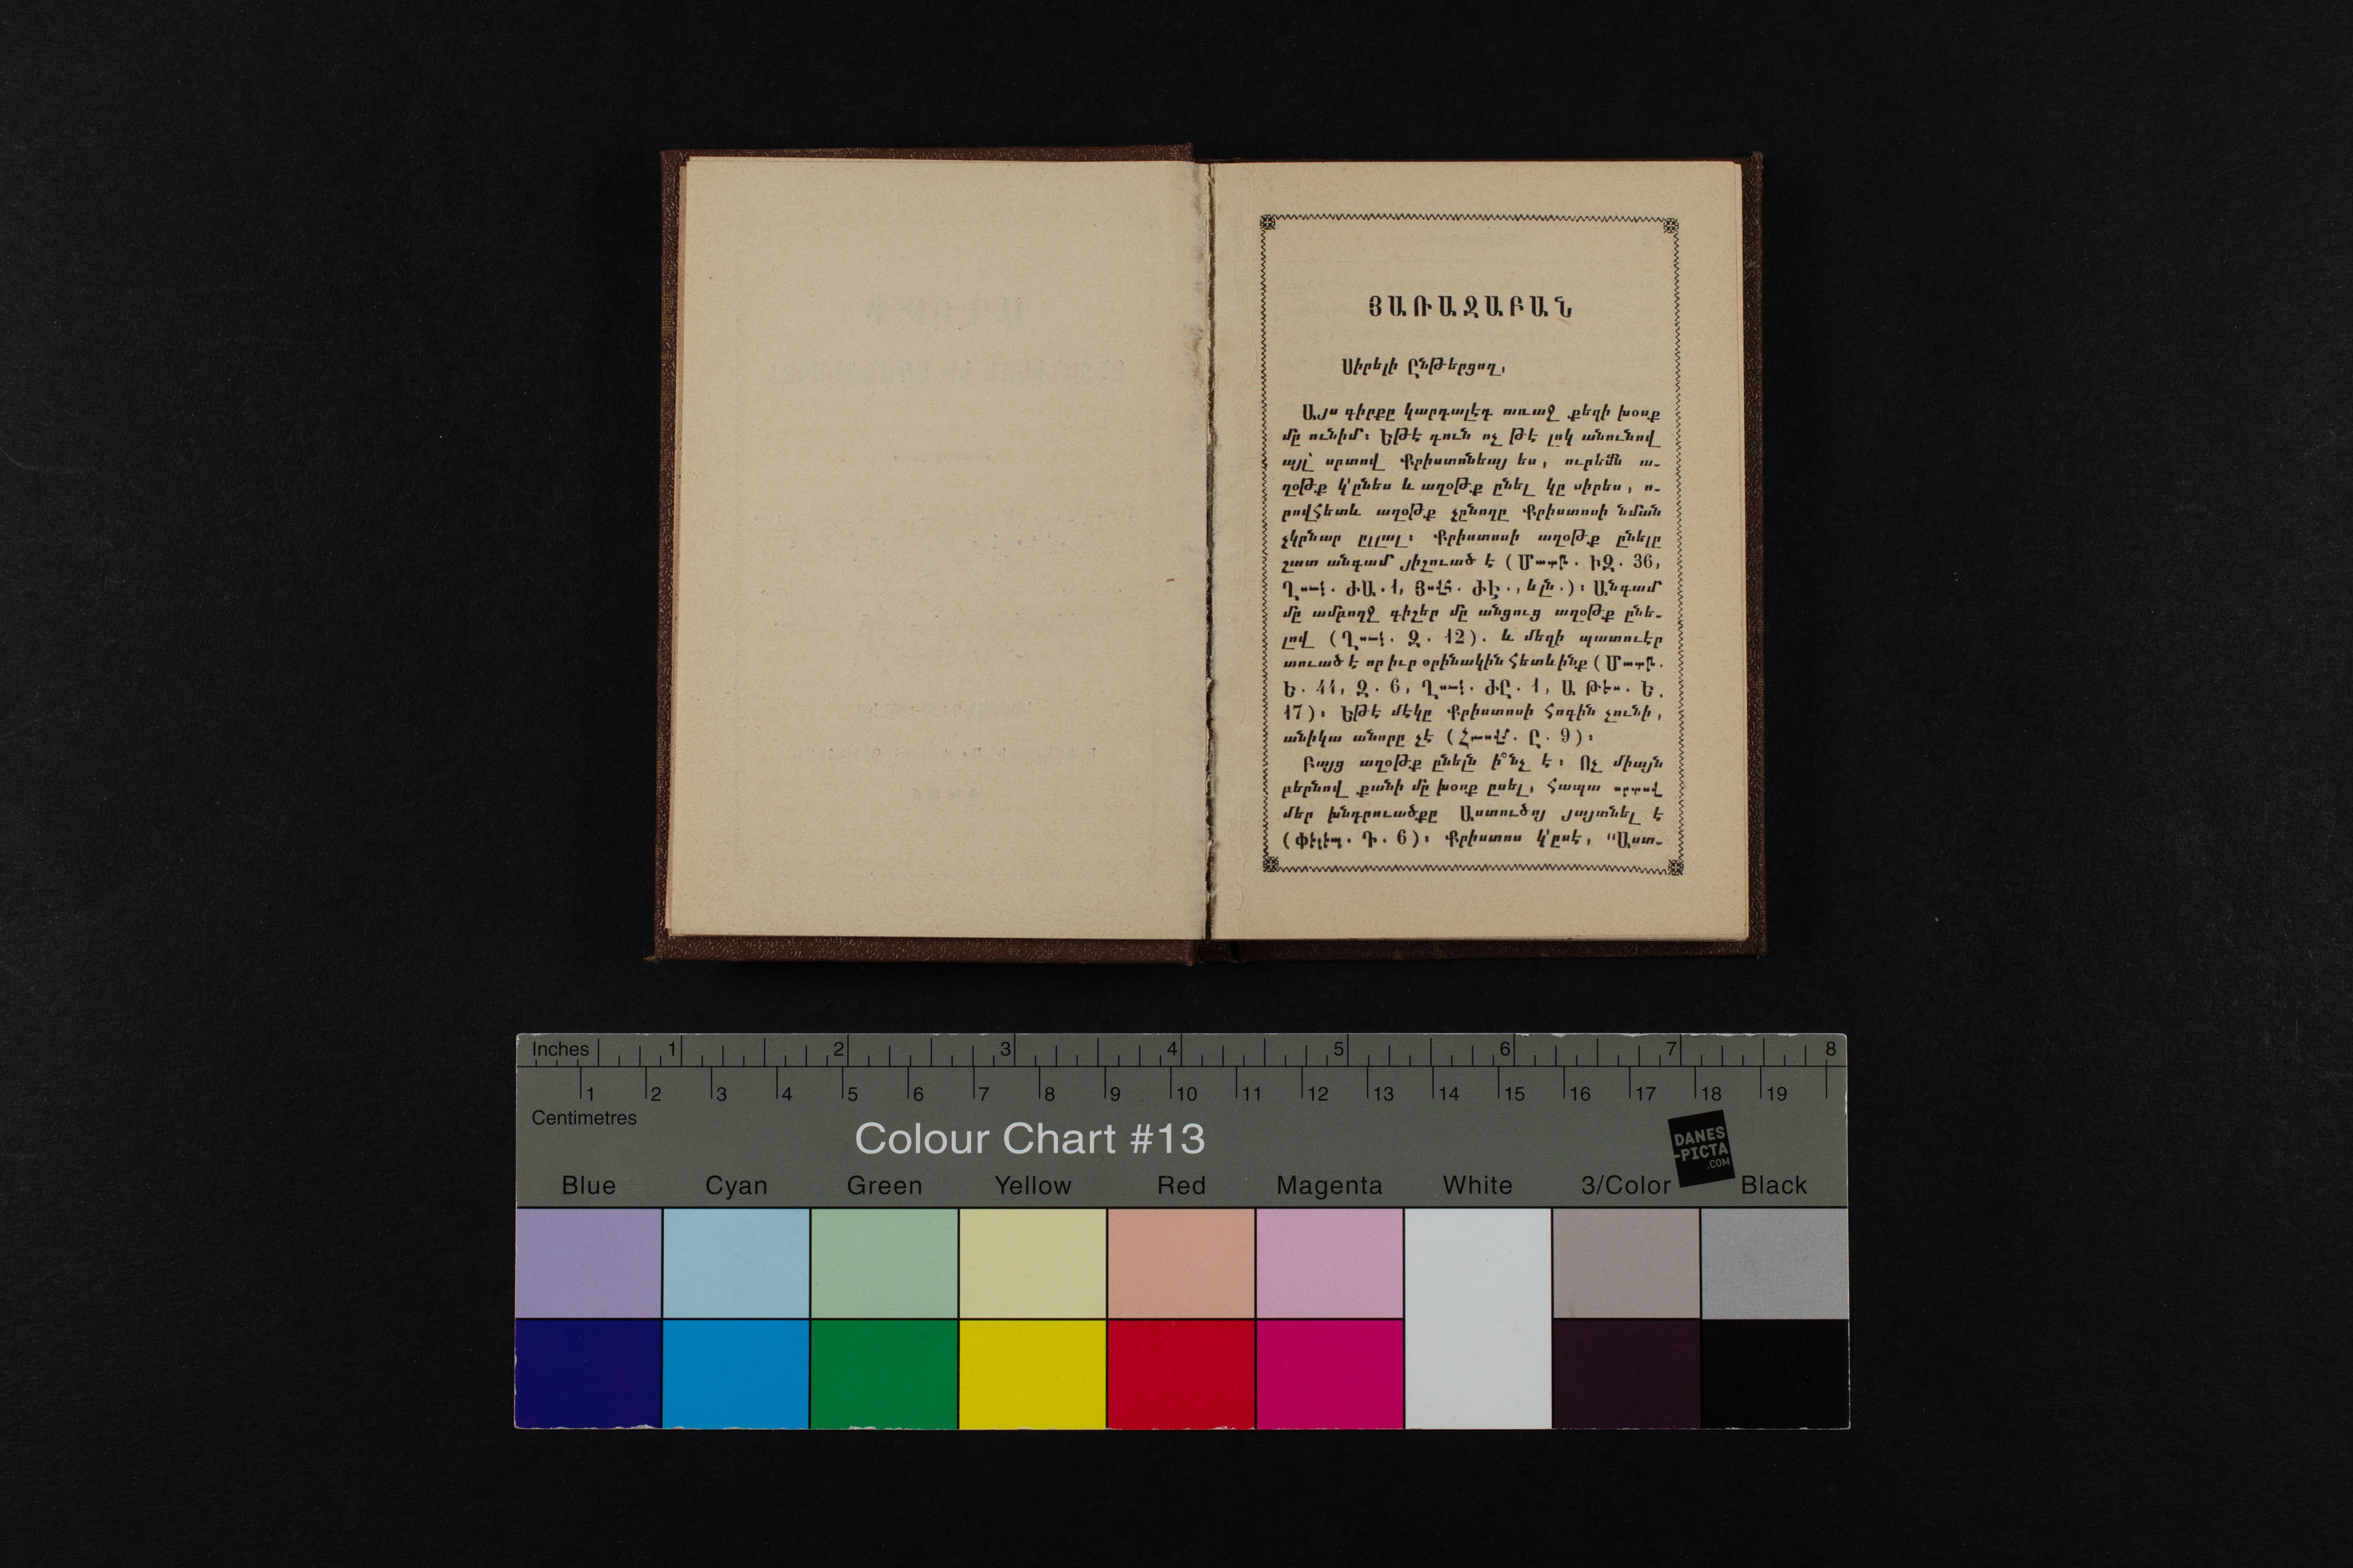 ՅԱՌԱՋԱԲԱՆ
Սիրելի Ընթերցող,
Այս գիրքը կարդալէդ առաջ քեզի խօսք
մը ունիմ։ Եթէ դուն ոչ թէ լոկ անունով
այլ՝ սրտով Քրիստոնեայ ես, ուրեմն ա-
ղօթք կ'ընես և աղօթք ընել կը սիրես, ո-
րովհետև աղօթք չընողը Քրիստոսի նման
չկրնար ըլլալ։ Քրիստոսի աղօթք ընելը
շատ անգամ յիշուած է (Մատթ. ԻԶ. 36,
Ղուկ. ԺԱ. 1, Յովհ. ԺԷ., ևլն.)։ Անգամ
մը ամբողջ գիշեր մը անցուց աղօթք ընե-
լով (Ղուկ. Զ. 12). և մեզի պատուէր
տուած է որ իւր օրինակին հետևինք (Մատթ.
Ե. 44, Զ. 6, Ղուկ. ԺԸ. 1, Ա Թես. Ե.
17)։ Եթէ մէկը Քրիստոսի հոգին չունի,
անիկա անորը չէ (Հռովմ. Ը. 9)։
Բայց աղօթք ընելն ի՞նչ է։ Ոչ միայն
բերնով քանի մը խօսք ըսել, հապա սրտով
մեր խնդրուածքը Աստուծոյ յայտնել է
(Փիլիպ. Դ. 6)։ Քրիստոս կ'ըսէ, “Աստ-
Inches 1 2 3 4 5 6 7 8
1 2 3 4 5 6 7 8 9 10 11 12 13 14 15 16 17 18 19
Centimetres
Colour Chart #13
DANES
-PICTA
.COM
Blue Cyan Green Yellow Red Magenta White 3/Color Black